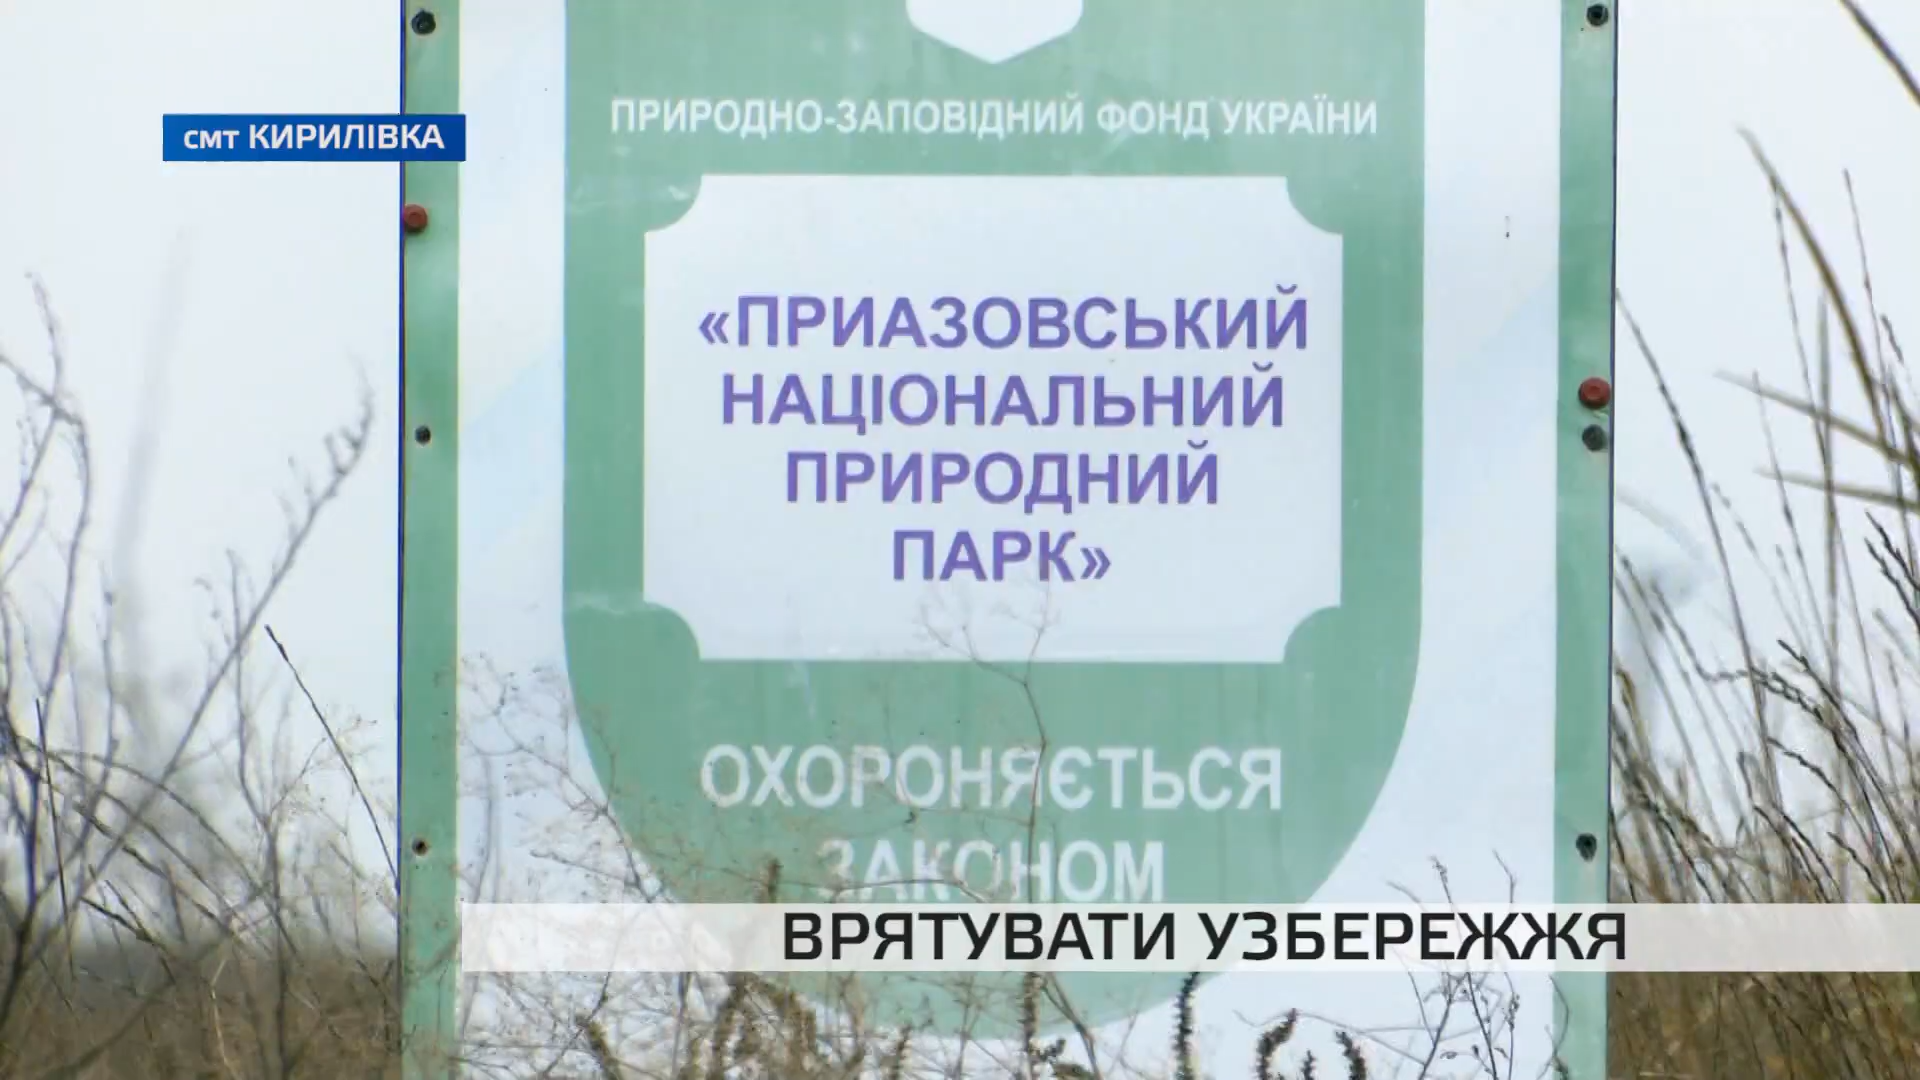 смт КИРИЛІВКА
ПРИРОДНО-ЗАПОВІДНИЙ ФОНД УКРАЇНИ
«ПРИАЗОВСЬКИЙ
НАЦІОНАЛЬНИЙ
ПРИРОДНИЙ
ПАРК»
ОХОРОНЯЄТЬСЯ
ЗАКОНОМ
ВРЯТУВАТИ УЗБЕРЕЖЖЯ